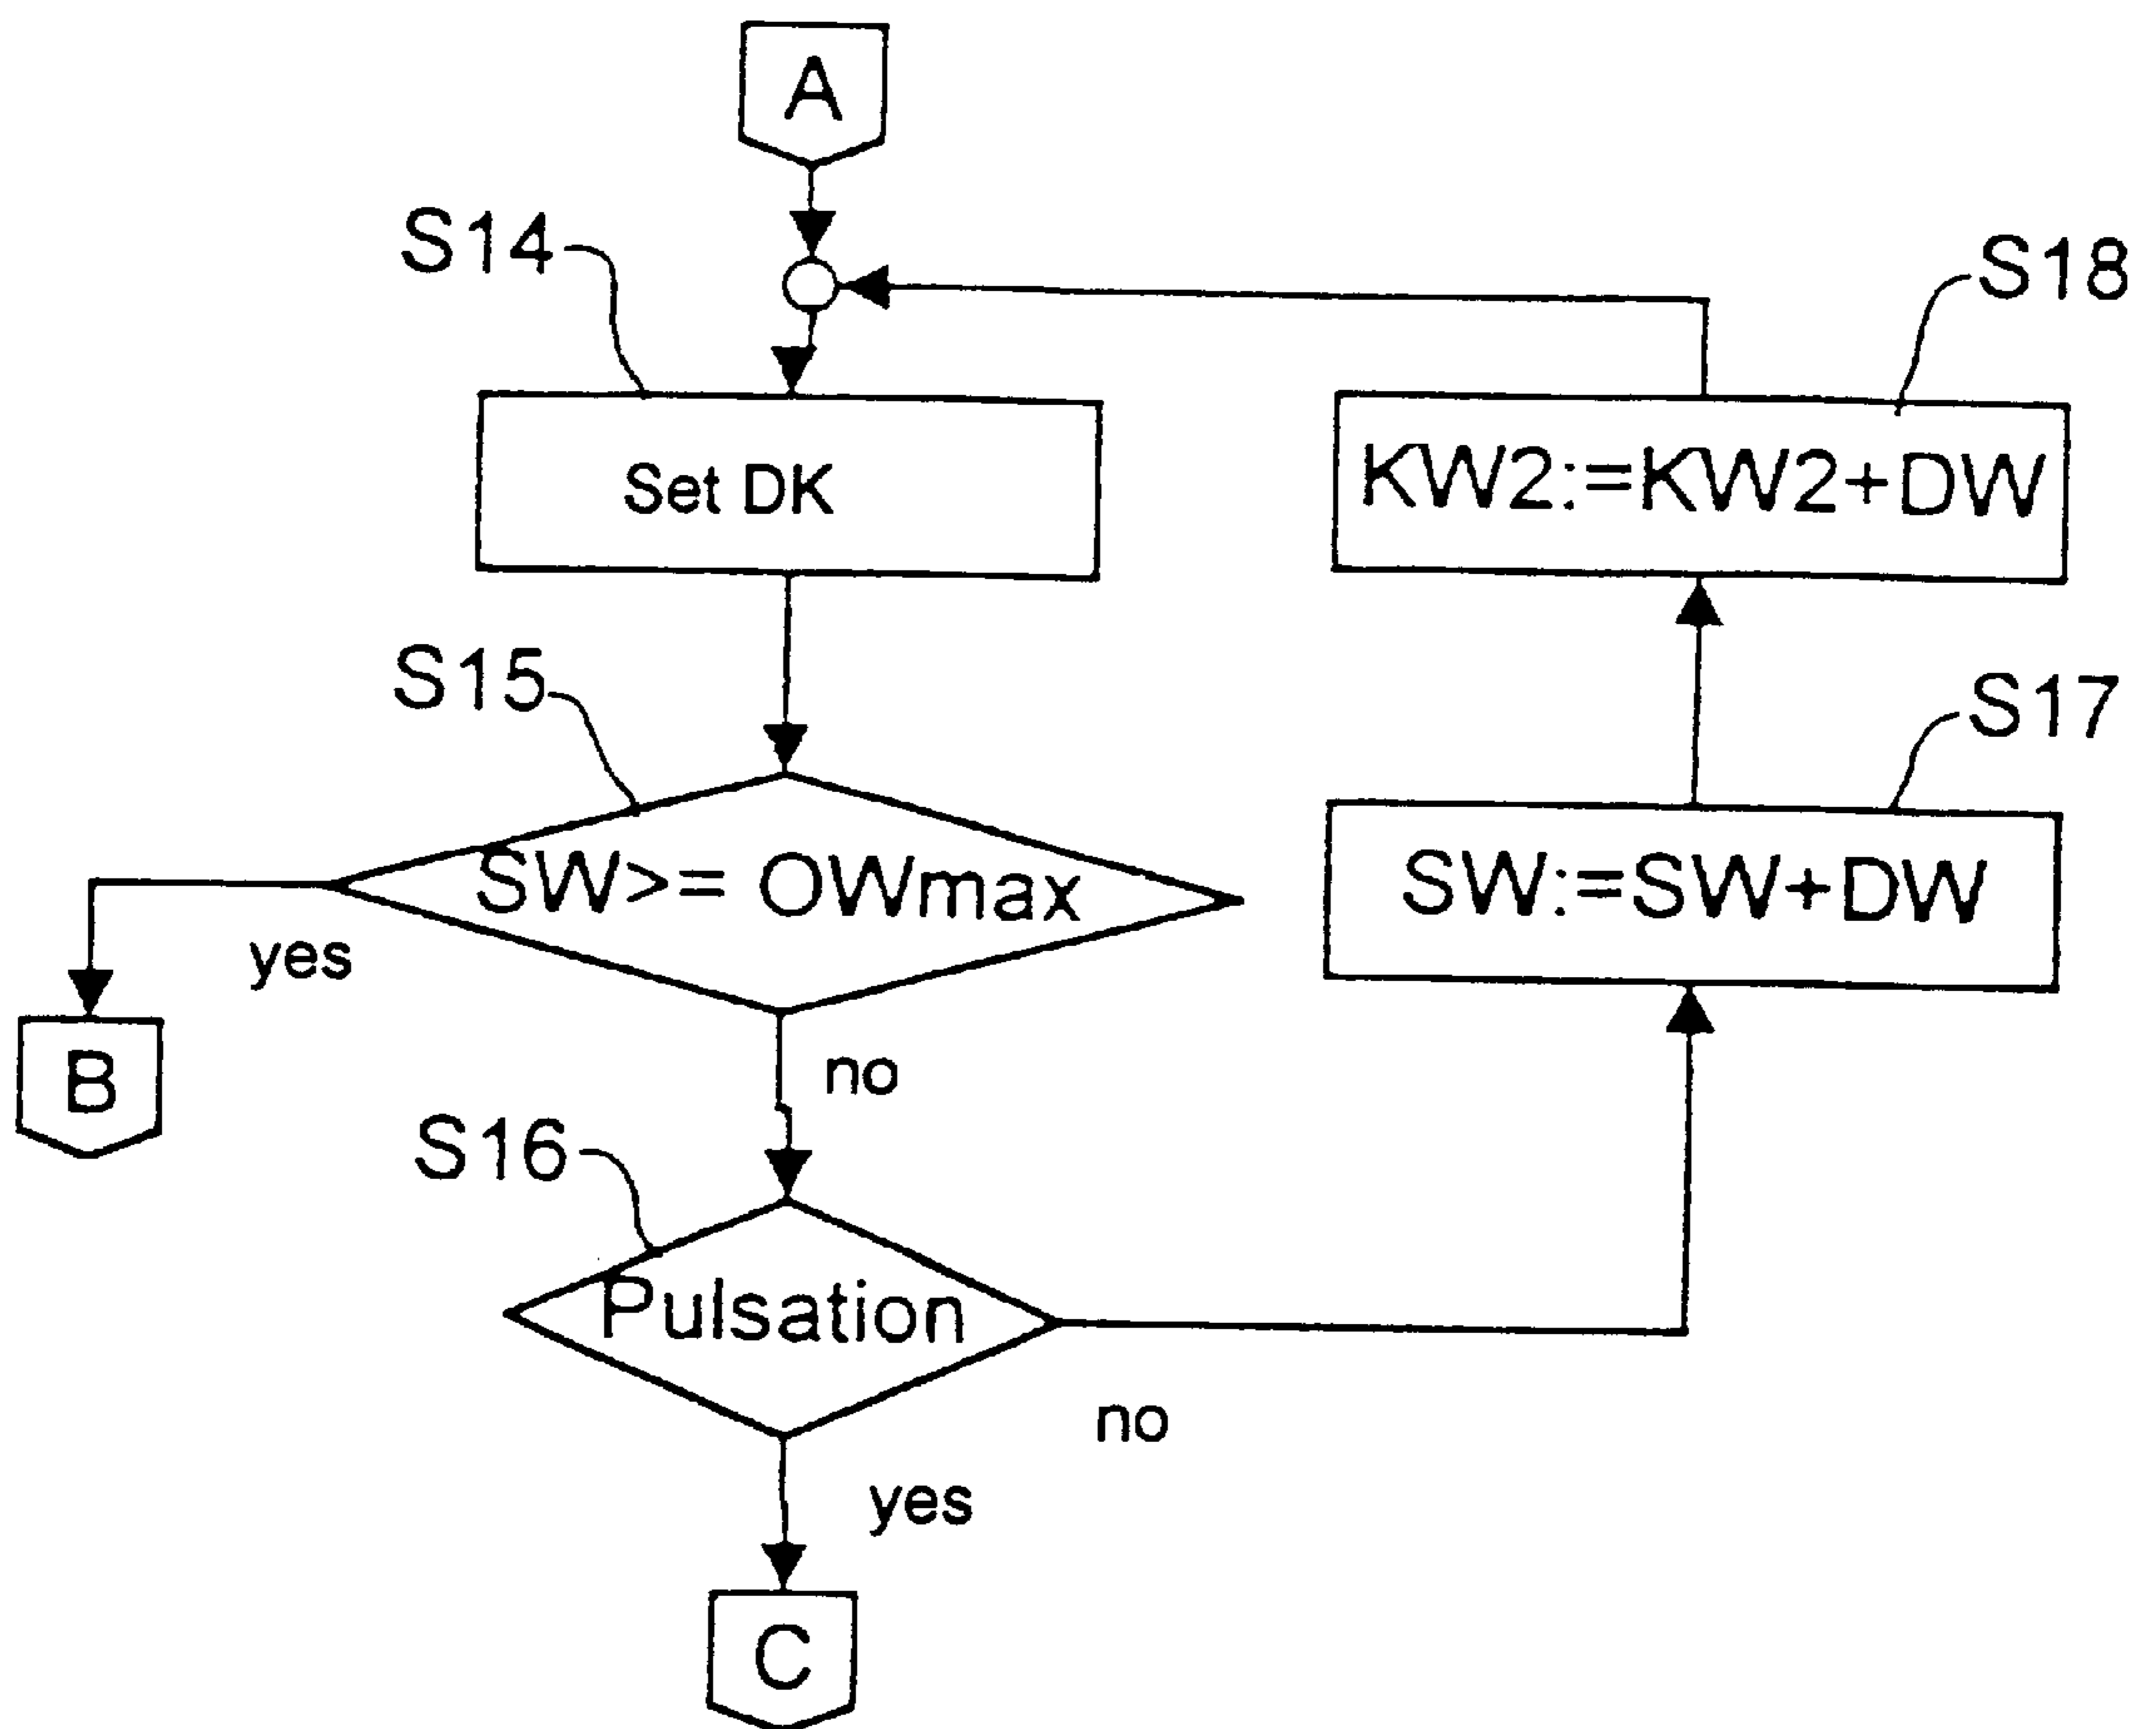 A
S14
S18
Set DK
KW2:=KW2+DW
S15
S17
SW>= OWmax
SW:=SW+DW
yes
B
no
S16
Pulsation
no
yes
C